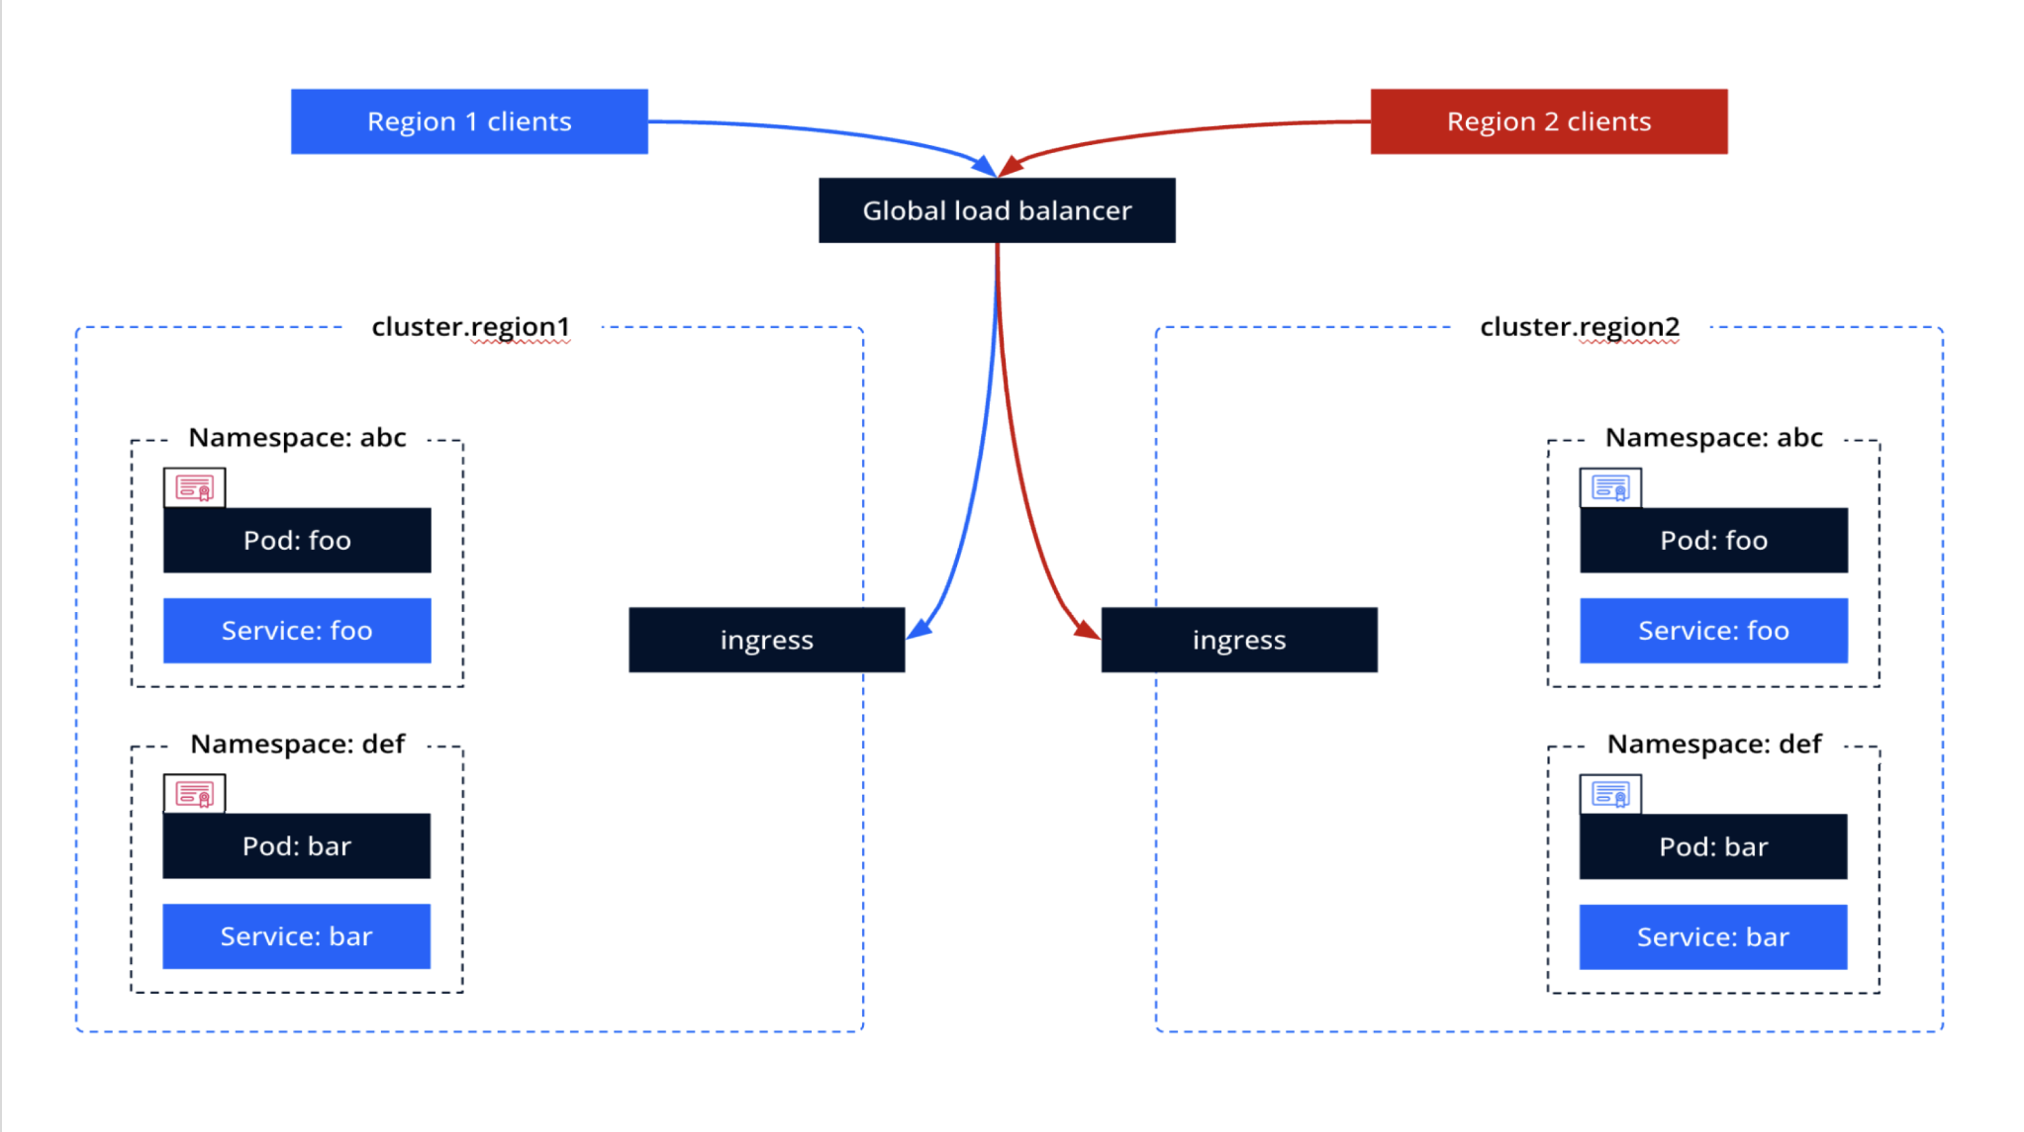 Region 1 clients
Region 2 clients
Global load balancer
cluster.region1
cluster.region2
Namespace: abc
Pod: foo
Service: foo
Namespace: def
Pod: bar
Service: bar
ingress
ingress
Namespace: abc
Pod: foo
Service: foo
Namespace: def
Pod: bar
Service: bar